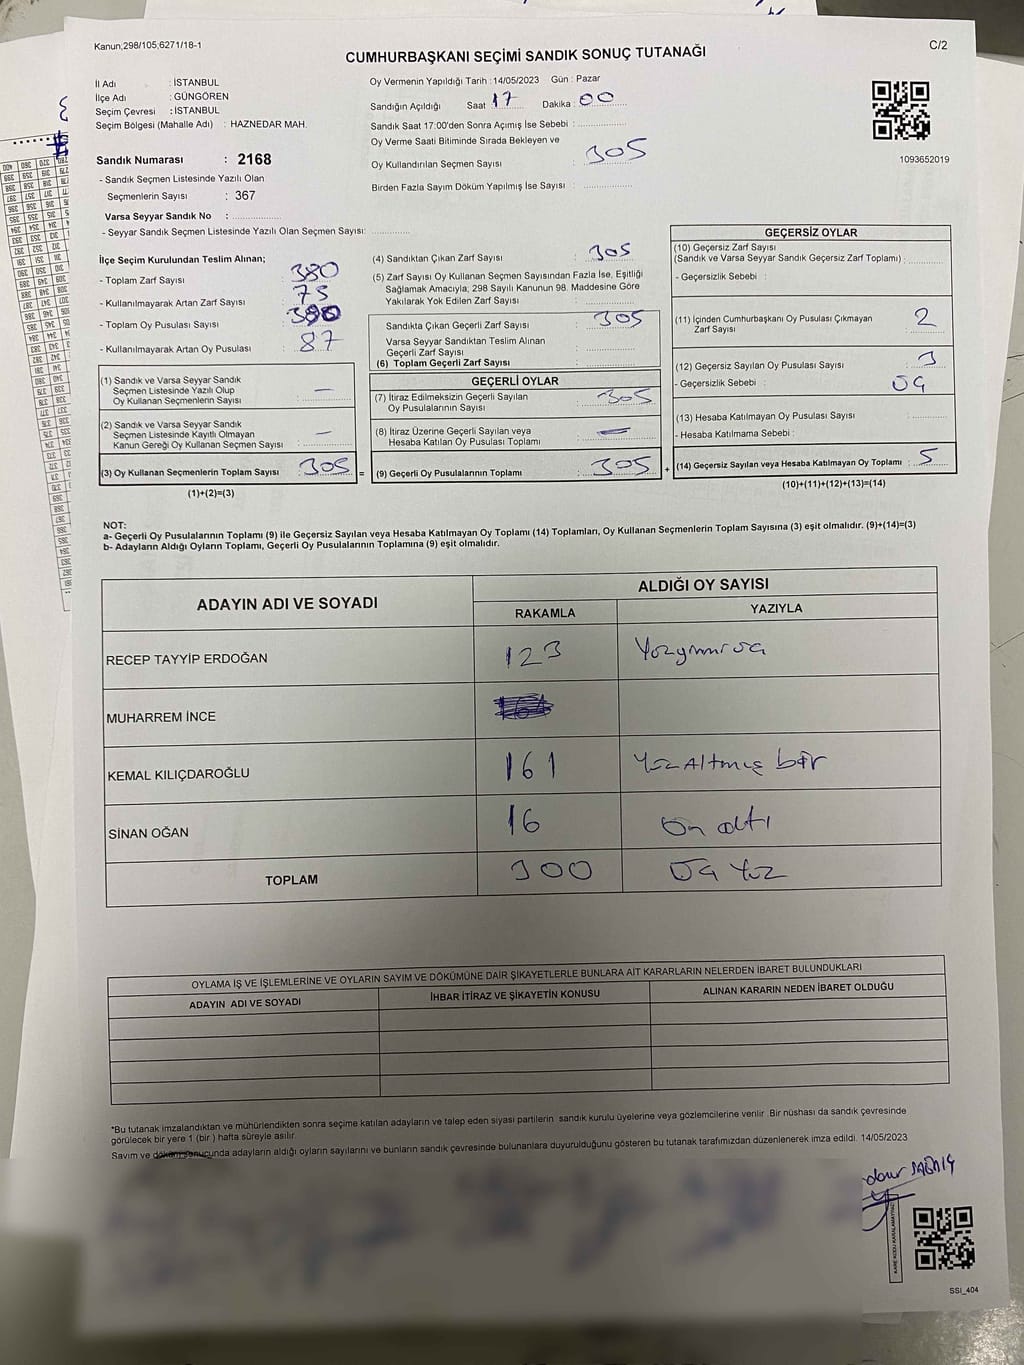 Kanun;298/105,6271/18-1
C/2
CUMHURBAŞKANI SEÇİMİ SANDIK SONUÇ TUTANAĞI
İl Adı : İSTANBUL
İlçe Adı : GÜNGÖREN
Seçim Çevresi : İSTANBUL
Seçim Bölgesi (Mahalle Adı) : HAZNEDAR MAH.
Oy Vermenin Yapıldığı Tarih : 14/05/2023 Gün : Pazar
Sandığın Açıldığı Saat 17 Dakika : 00
Sandık Saat 17:00'den Sonra Açımış İse Sebebi :
Oy Verme Saati Bitiminde Sırada Bekleyen ve
Oy Kullandırılan Seçmen Sayısı : 305
Birden Fazla Sayım Döküm Yapılmış İse Sayısı :
1093652019
Sandık Numarası : 2168
- Sandık Seçmen Listesinde Yazılı Olan
Seçmenlerin Sayısı : 367
Varsa Seyyar Sandık No :
- Seyyar Sandık Seçmen Listesinde Yazılı Olan Seçmen Sayısı:
İlçe Seçim Kurulundan Teslim Alınan;
- Toplam Zarf Sayısı : 380
- Kullanılmayarak Artan Zarf Sayısı : 75
- Toplam Oy Pusulası Sayısı : 390
- Kullanılmayarak Artan Oy Pusulası : 87
(1) Sandık ve Varsa Seyyar Sandık
Seçmen Listesinde Yazılı Olup
Oy Kullanan Seçmenlerin Sayısı : —
(2) Sandık ve Varsa Seyyar Sandık
Seçmen Listesinde Kayıtlı Olmayan
Kanun Gereği Oy Kullanan Seçmen Sayısı : —
(3) Oy Kullanan Seçmenlerin Toplam Sayısı : 305
(1)+(2)=(3)
(4) Sandıktan Çıkan Zarf Sayısı : 305
(5) Zarf Sayısı Oy Kullanan Seçmen Sayısından Fazla İse, Eşitliği
Sağlamak Amacıyla; 298 Sayılı Kanunun 98. Maddesine Göre
Yakılarak Yok Edilen Zarf Sayısı :
Sandıkta Çıkan Geçerli Zarf Sayısı : 305
Varsa Seyyar Sandıktan Teslim Alınan
Geçerli Zarf Sayısı :
(6) Toplam Geçerli Zarf Sayısı :
=
GEÇERLİ OYLAR
(7) İtiraz Edilmeksizin Geçerli Sayılan
Oy Pusulalarının Sayısı : 305
(8) İtiraz Üzerine Geçerli Sayılan veya
Hesaba Katılan Oy Pusulası Toplamı : —
(9) Geçerli Oy Pusulalarının Toplamı : 305
+
GEÇERSİZ OYLAR
(10) Geçersiz Zarf Sayısı
(Sandık ve Varsa Seyyar Sandık Geçersiz Zarf Toplamı) :
- Geçersizlik Sebebi :
(11) İçinden Cumhurbaşkanı Oy Pusulası Çıkmayan
Zarf Sayısı : 2
(12) Geçersiz Sayılan Oy Pusulası Sayısı : 3
- Geçersizlik Sebebi : Üç
(13) Hesaba Katılmayan Oy Pusulası Sayısı :
- Hesaba Katılmama Sebebi :
(14) Geçersiz Sayılan veya Hesaba Katılmayan Oy Toplamı : 5
(10)+(11)+(12)+(13)=(14)
NOT:
a- Geçerli Oy Pusulalarının Toplamı (9) ile Geçersiz Sayılan veya Hesaba Katılmayan Oy Toplamı (14) Toplamları, Oy Kullanan Seçmenlerin Toplam Sayısına (3) eşit olmalıdır. (9)+(14)=(3)
b- Adayların Aldığı Oyların Toplamı, Geçerli Oy Pusulalarının Toplamına (9) eşit olmalıdır.
ADAYIN ADI VE SOYADI
ALDIĞI OY SAYISI
RAKAMLA YAZIYLA
RECEP TAYYİP ERDOĞAN 123 Yüzyirmi üç
MUHARREM İNCE
KEMAL KILIÇDAROĞLU 161 Yüz Altmış bir
SİNAN OĞAN 16 On altı
TOPLAM 300 Üç Yüz
OYLAMA İŞ VE İŞLEMLERİNE VE OYLARIN SAYIM VE DÖKÜMÜNE DAİR ŞİKAYETLERLE BUNLARA AİT KARARLARIN NELERDEN İBARET BULUNDUKLARI
ADAYIN ADI VE SOYADI İHBAR İTİRAZ VE ŞİKAYETİN KONUSU ALINAN KARARIN NEDEN İBARET OLDUĞU
*Bu tutanak imzalandıktan ve mühürlendikten sonra seçime katılan adayların ve talep eden siyasi partilerin sandık kurulu üyelerine veya gözlemcilerine verilir .Bir nüshası da sandık çevresinde
görülecek bir yere 1 (bir ) hafta süreyle asılır.
Sayım ve döküm sonucunda adayların aldığı oyların sayılarını ve bunların sandık çevresinde bulunanlara duyurulduğunu gösteren bu tutanak tarafımızdan düzenlenerek imza edildi. 14/05/2023
KARE KODU KARALAMAYINIZ
SSİ_404